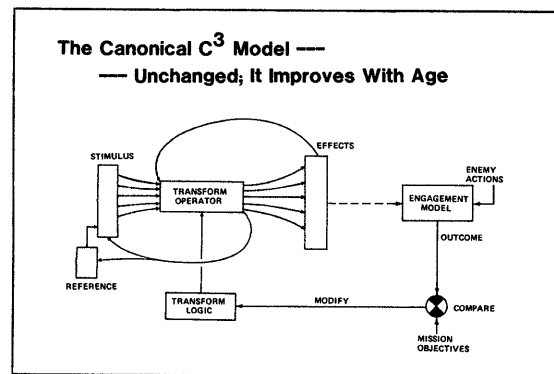 The Canonical C³ Model ---
--- Unchanged; It Improves With Age
STIMULUS
EFFECTS
TRANSFORM
OPERATOR
ENEMY
ACTIONS
ENGAGEMENT
MODEL
OUTCOME
REFERENCE
TRANSFORM
LOGIC
MODIFY
COMPARE
MISSION
OBJECTIVES